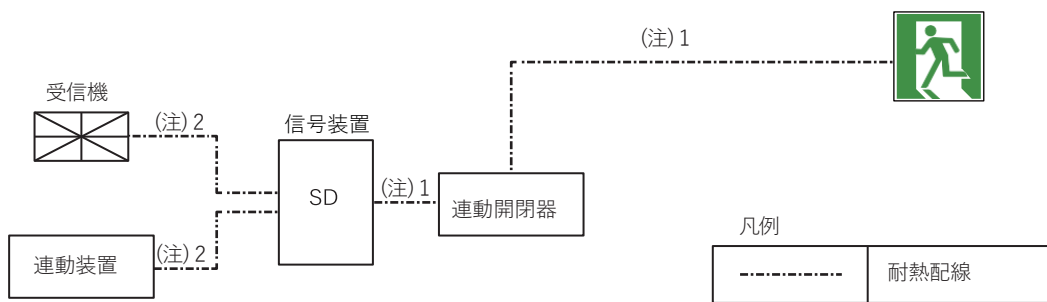 (注) 1
受信機
(注) 2
信号装置
SD
(注) 1
連動開閉器
連動装置
(注) 2
凡例
耐熱配線